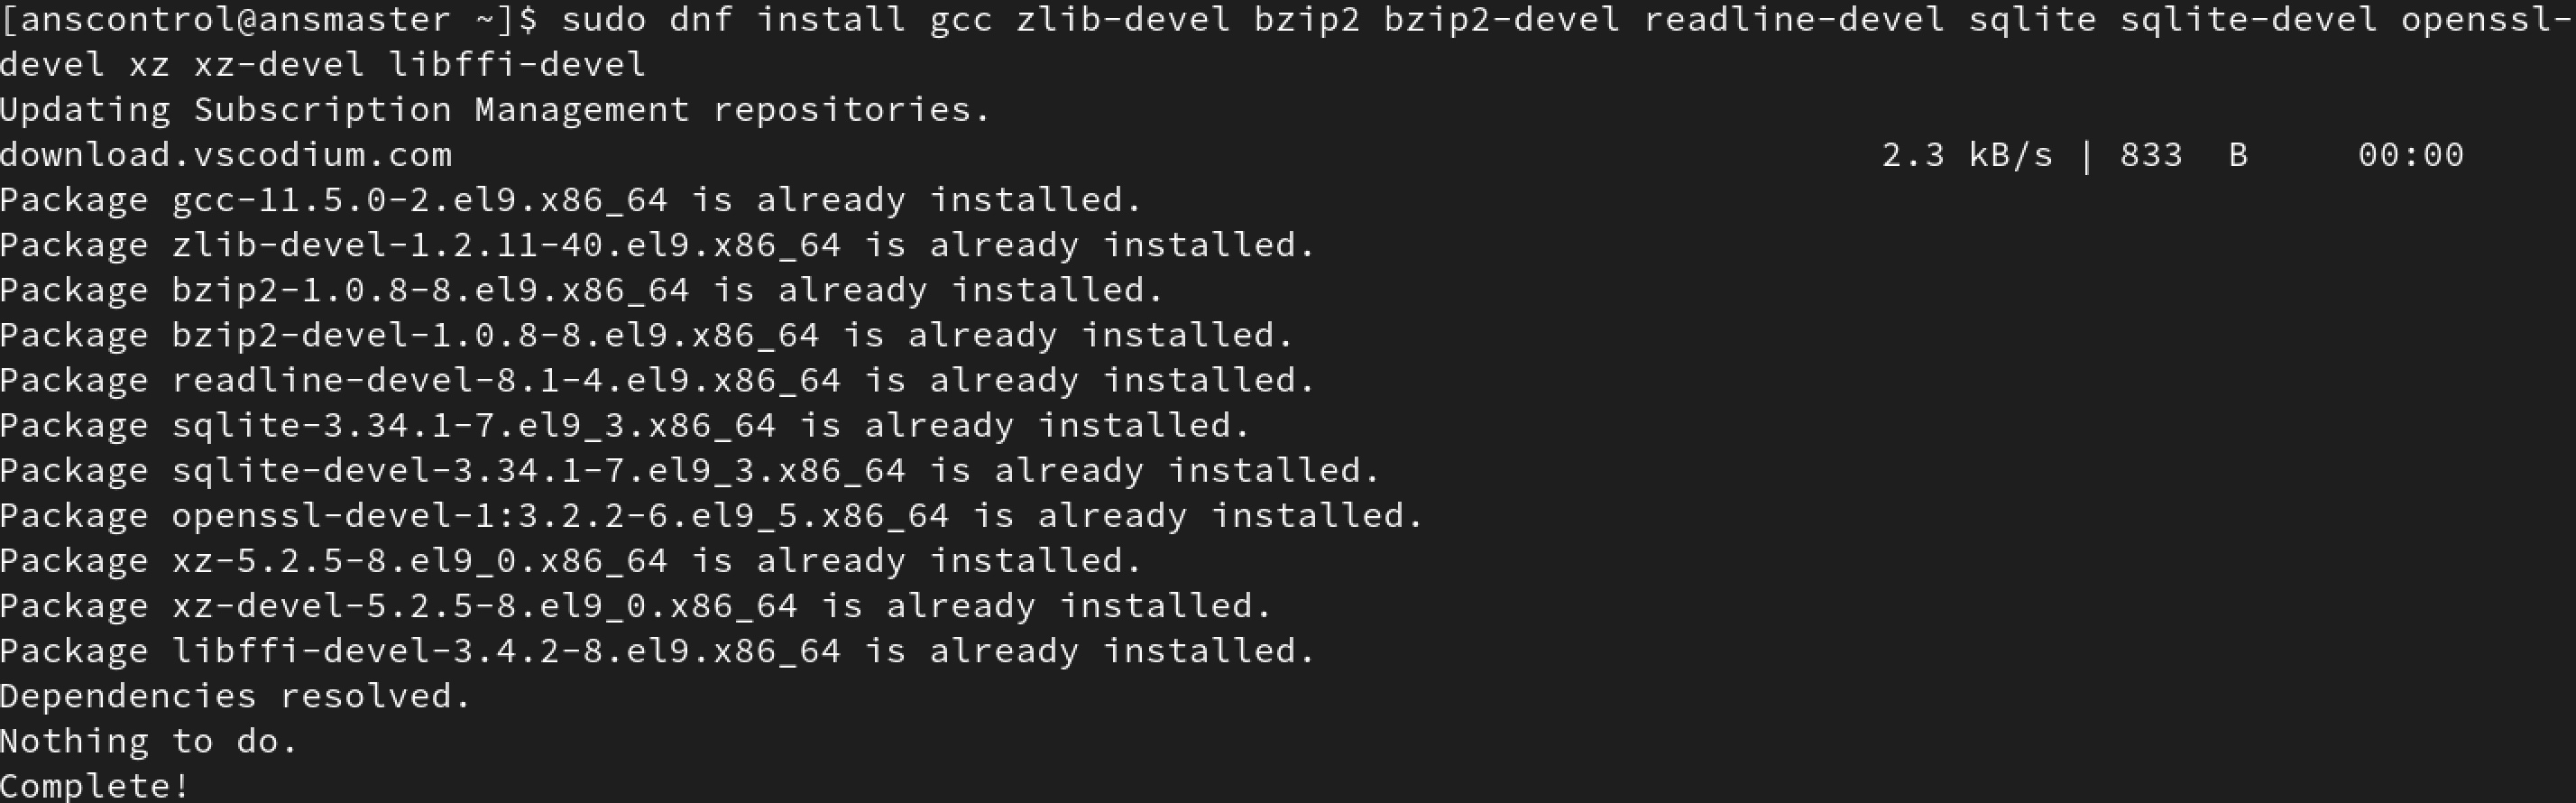 [anscontrol@ansmaster ~]$ sudo dnf install gcc zlib-devel bzip2 bzip2-devel readline-devel sqlite sqlite-devel openssl-
devel xz xz-devel libffi-devel
Updating Subscription Management repositories.
download.vscodium.com                                                                  2.3 kB/s | 833  B     00:00
Package gcc-11.5.0-2.el9.x86_64 is already installed.
Package zlib-devel-1.2.11-40.el9.x86_64 is already installed.
Package bzip2-1.0.8-8.el9.x86_64 is already installed.
Package bzip2-devel-1.0.8-8.el9.x86_64 is already installed.
Package readline-devel-8.1-4.el9.x86_64 is already installed.
Package sqlite-3.34.1-7.el9_3.x86_64 is already installed.
Package sqlite-devel-3.34.1-7.el9_3.x86_64 is already installed.
Package openssl-devel-1:3.2.2-6.el9_5.x86_64 is already installed.
Package xz-5.2.5-8.el9_0.x86_64 is already installed.
Package xz-devel-5.2.5-8.el9_0.x86_64 is already installed.
Package libffi-devel-3.4.2-8.el9.x86_64 is already installed.
Dependencies resolved.
Nothing to do.
Complete!